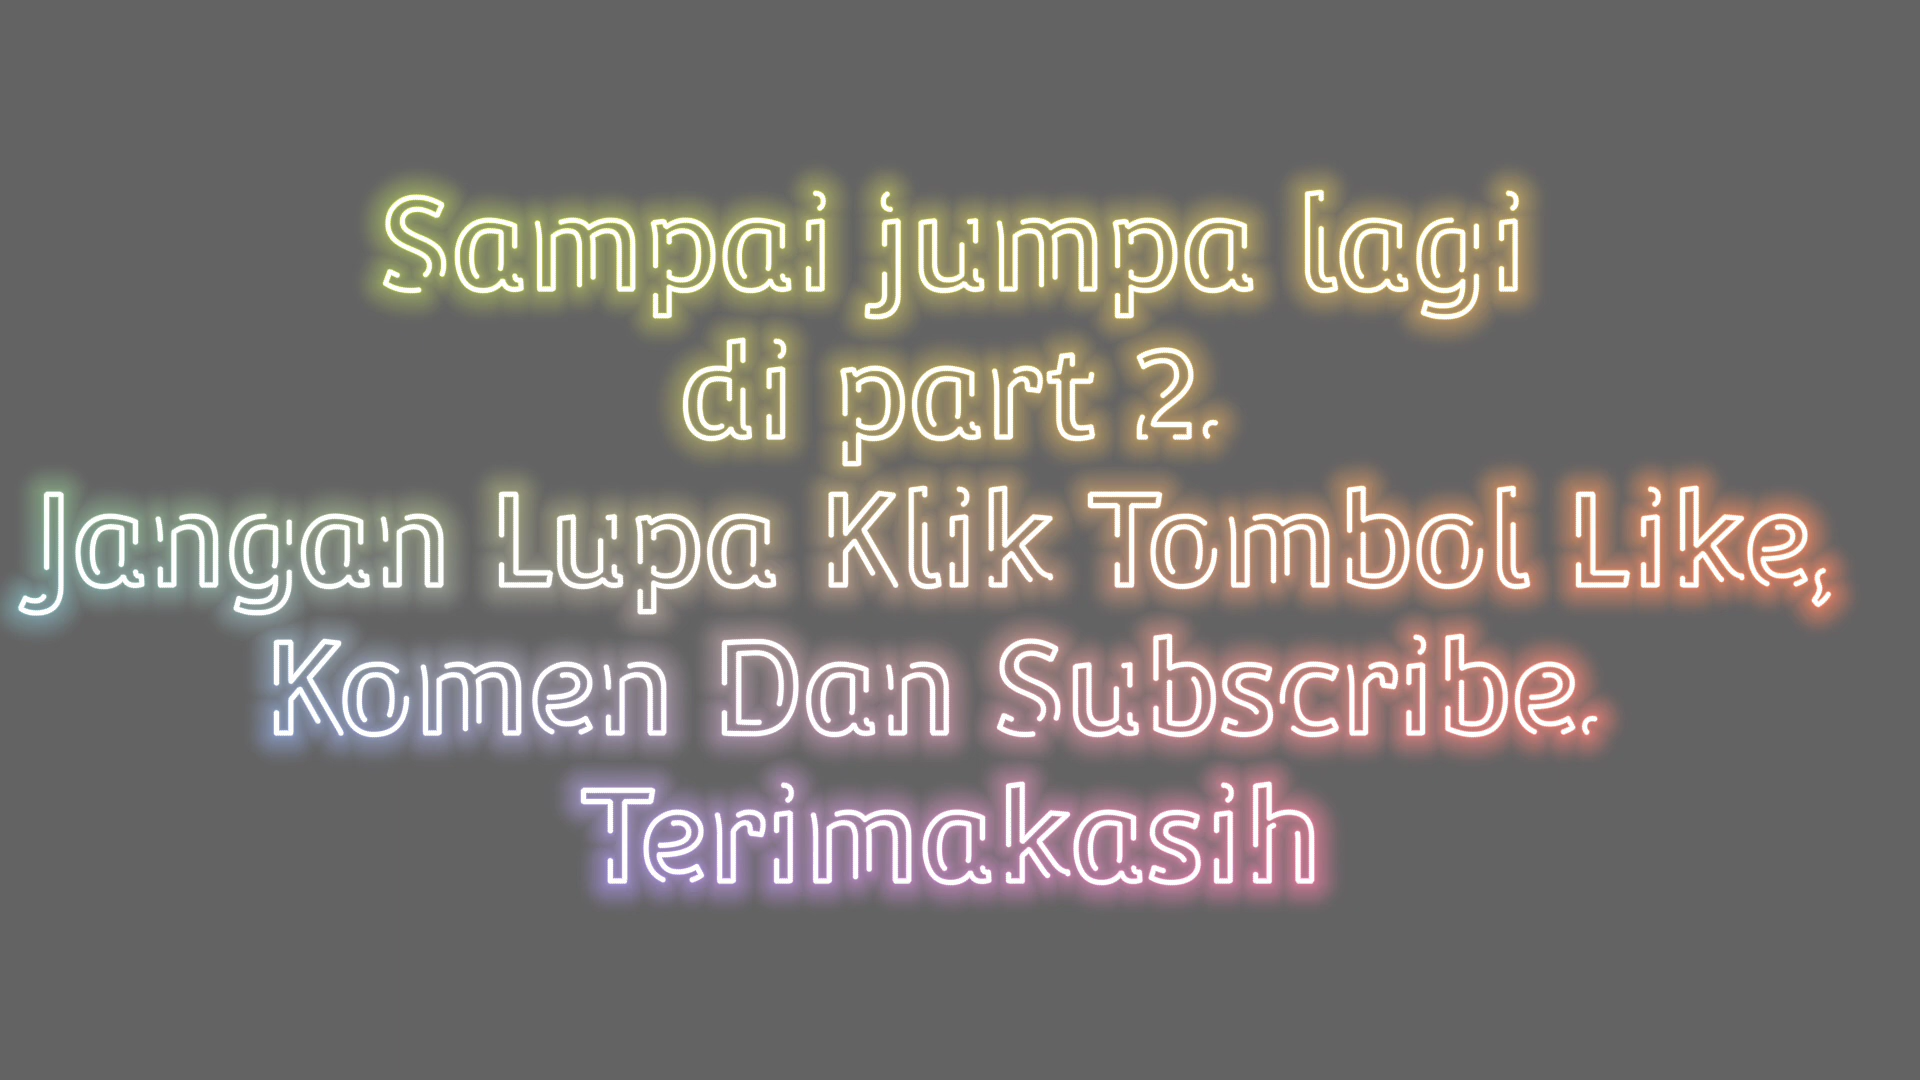 Sampai jumpa lagi
di part 2.
Jangan Lupa Klik Tombol Like,
Komen Dan Subscribe.
Terimakasih